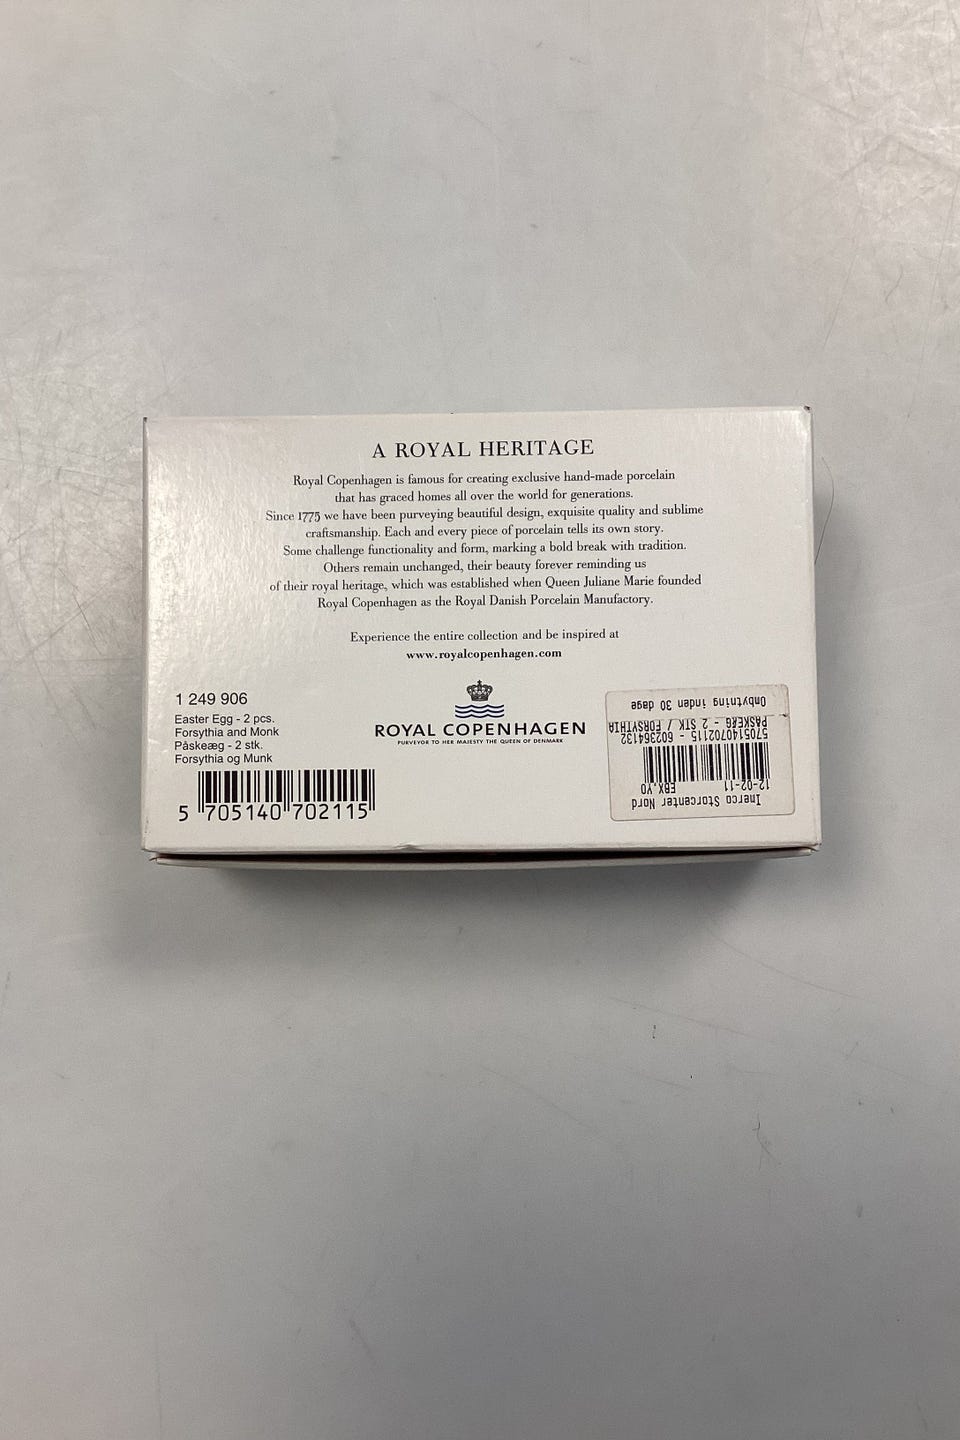 A ROYAL HERITAGE
Royal Copenhagen is famous for creating exclusive hand-made porcelain
that has graced homes all over the world for generations.
Since 1775 we have been purveying beautiful design, exquisite quality and sublime
craftsmanship. Each and every piece of porcelain tells its own story.
Some challenge functionality and form, marking a bold break with tradition.
Others remain unchanged, their beauty forever reminding us
of their royal heritage, which was established when Queen Juliane Marie founded
Royal Copenhagen as the Royal Danish Porcelain Manufactory.
Experience the entire collection and be inspired at
www.royalcopenhagen.com
1 249 906
Easter Egg - 2 pcs.
Forsythia and Monk
Påskeæg - 2 stk.
Forsythia og Munk
5 705140 702115
ROYAL COPENHAGEN
PURVEYOR TO HER MAJESTY THE QUEEN OF DENMARK
Imerco Storcenter Nord
12-02-11 EBX.YO
5705140702115 - 602364132
PÅSKEÆG - 2 STK / FORSYTHIA
Ombytning inden 30 dage